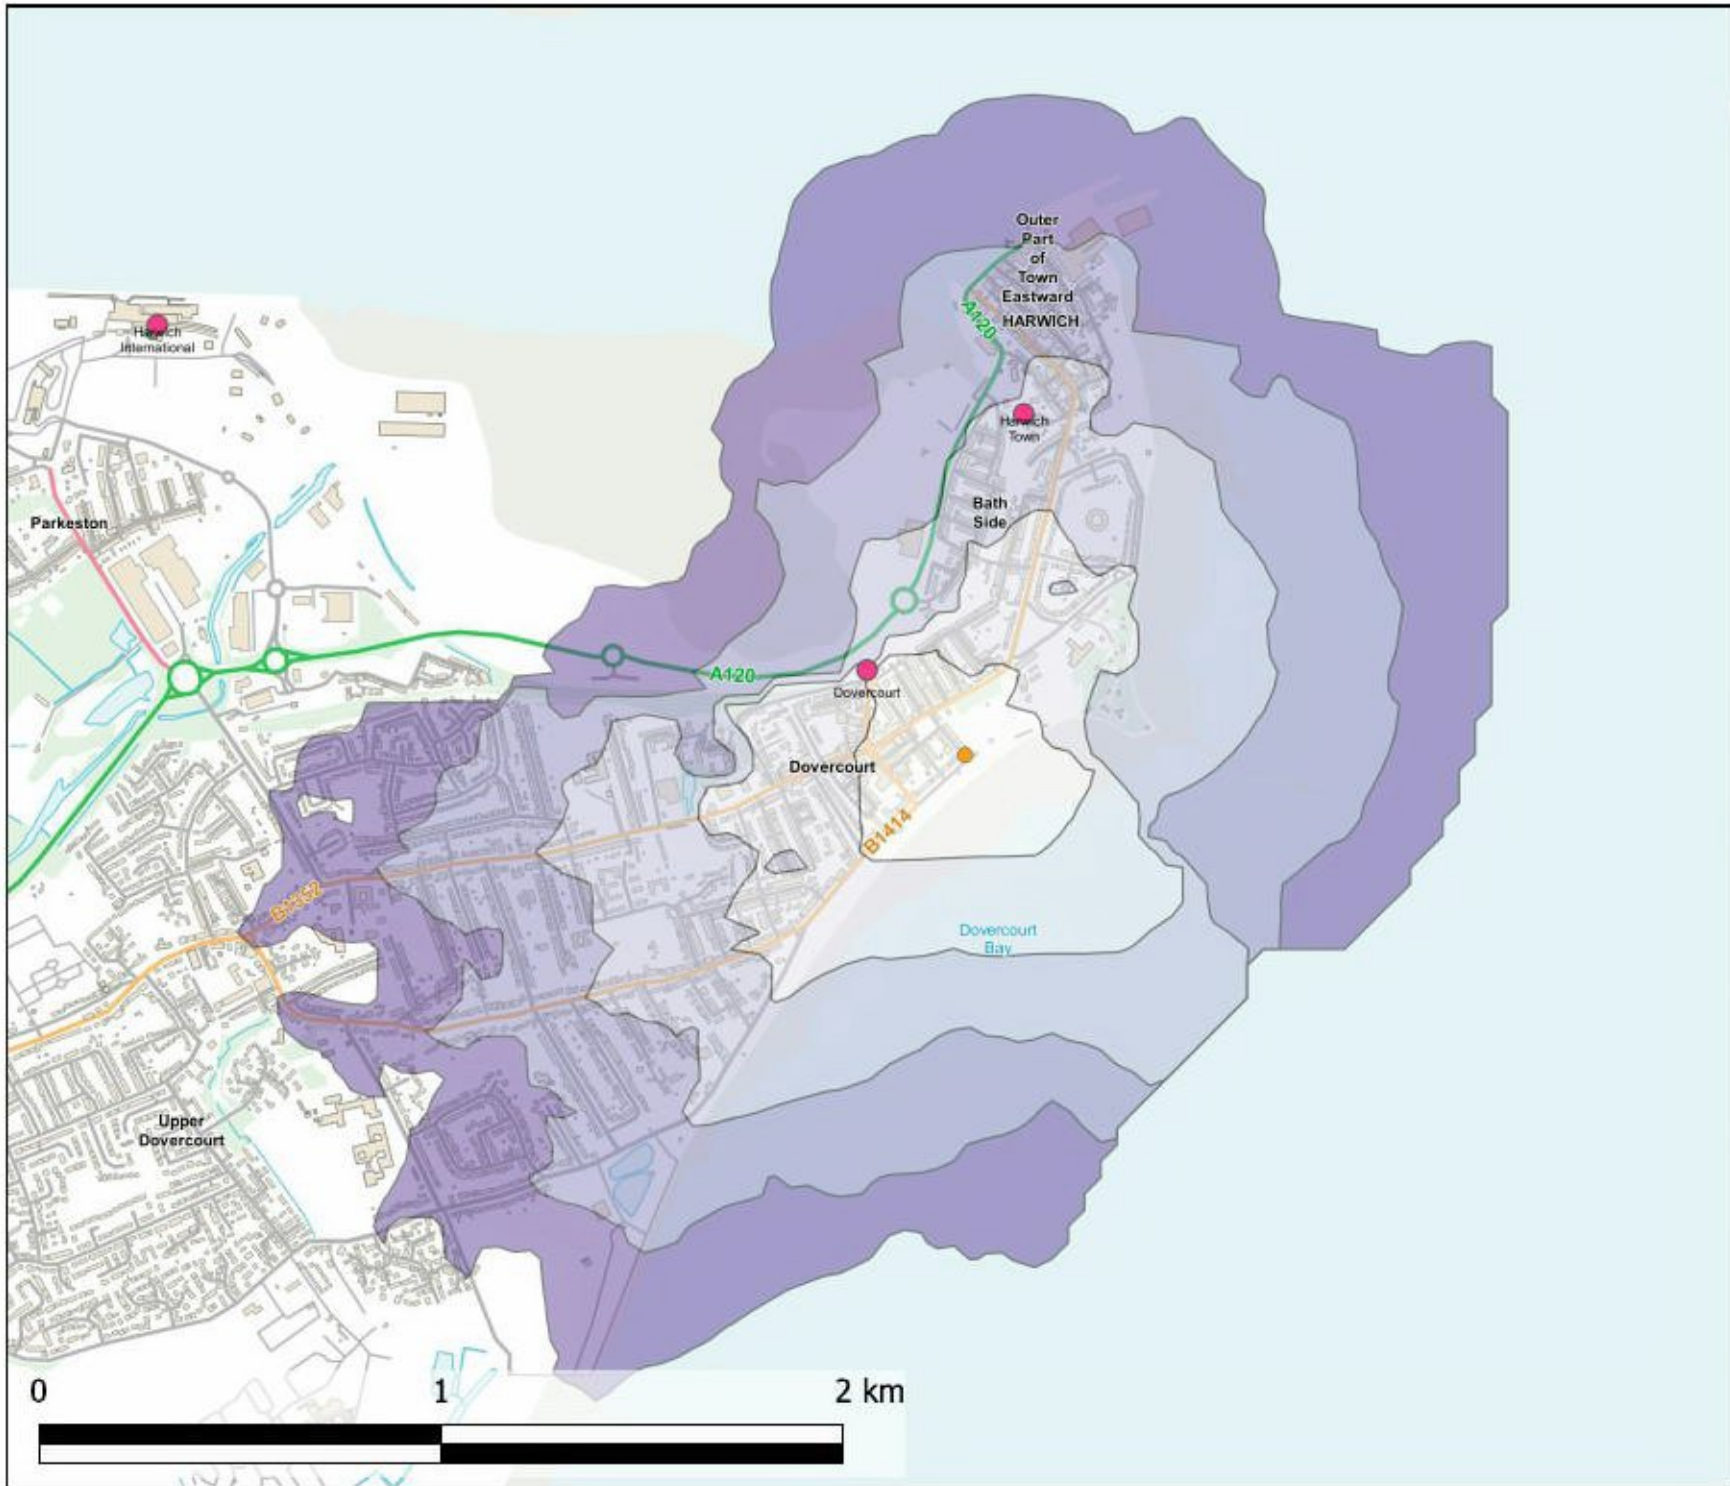 Outer
Part
of
Town
Eastward
HARWICH
A120
Harwich
International
Harwich
Town
Bath
Side
Parkeston
A120
Dovercourt
Dovercourt
B1414
B1352
Dovercourt
Bay
Upper
Dovercourt
0 1 2 km